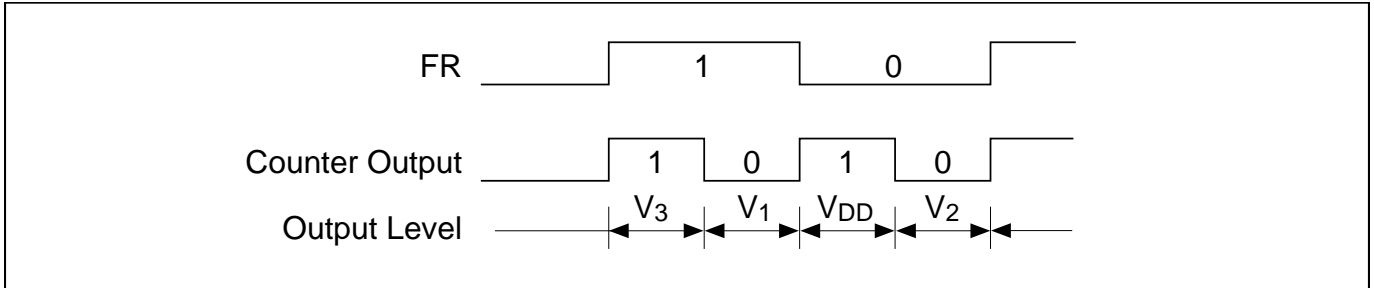 FR 1 0
Counter Output 1 0 1 0
Output Level V3 V1 VDD V2